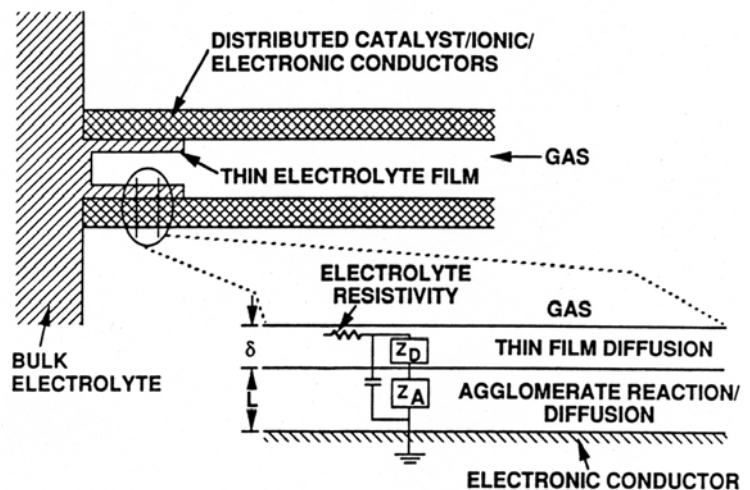 DISTRIBUTED CATALYST/IONIC/
ELECTRONIC CONDUCTORS
GAS
THIN ELECTROLYTE FILM
ELECTROLYTE
RESISTIVITY
GAS
δ
Z_D
THIN FILM DIFFUSION
BULK
ELECTROLYTE
L
Z_A
AGGLOMERATE REACTION/
DIFFUSION
ELECTRONIC
CONDUCTOR